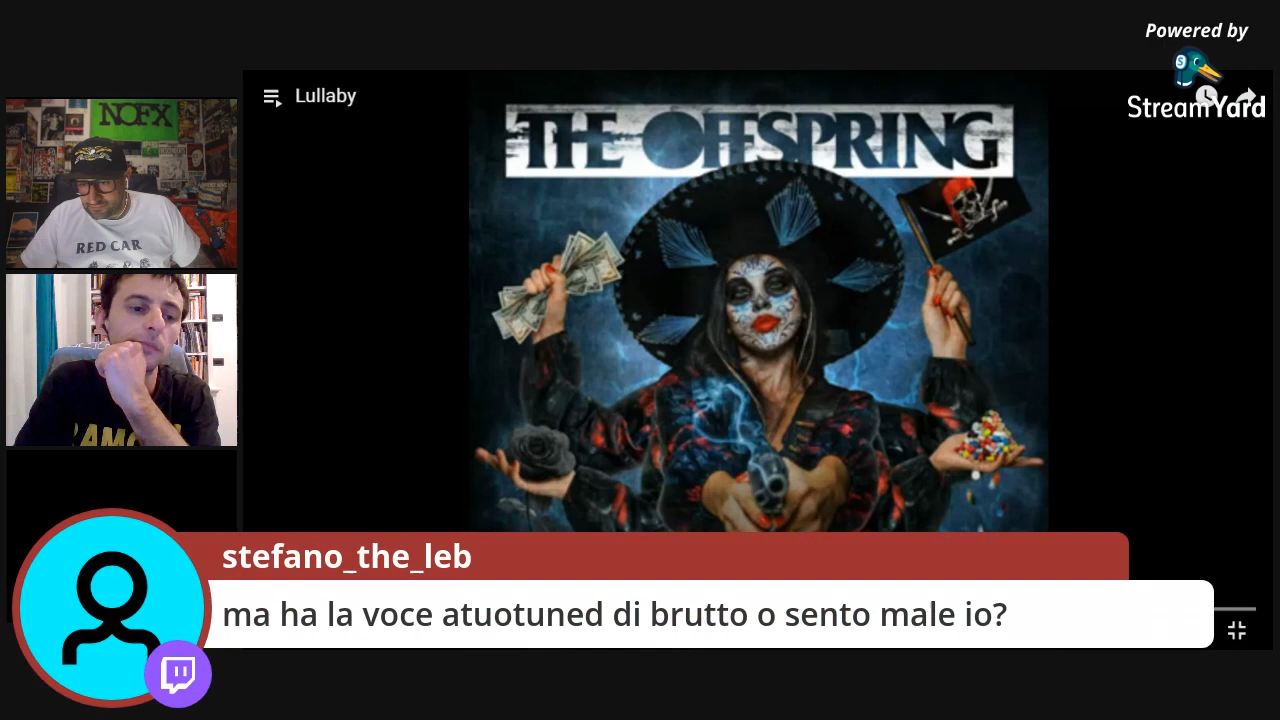 Powered by
StreamYard
Lullaby
THE OFFSPRING
NOFX
RED CAR
RAMO
stefano_the_leb
ma ha la voce atuotuned di brutto o sento male io?